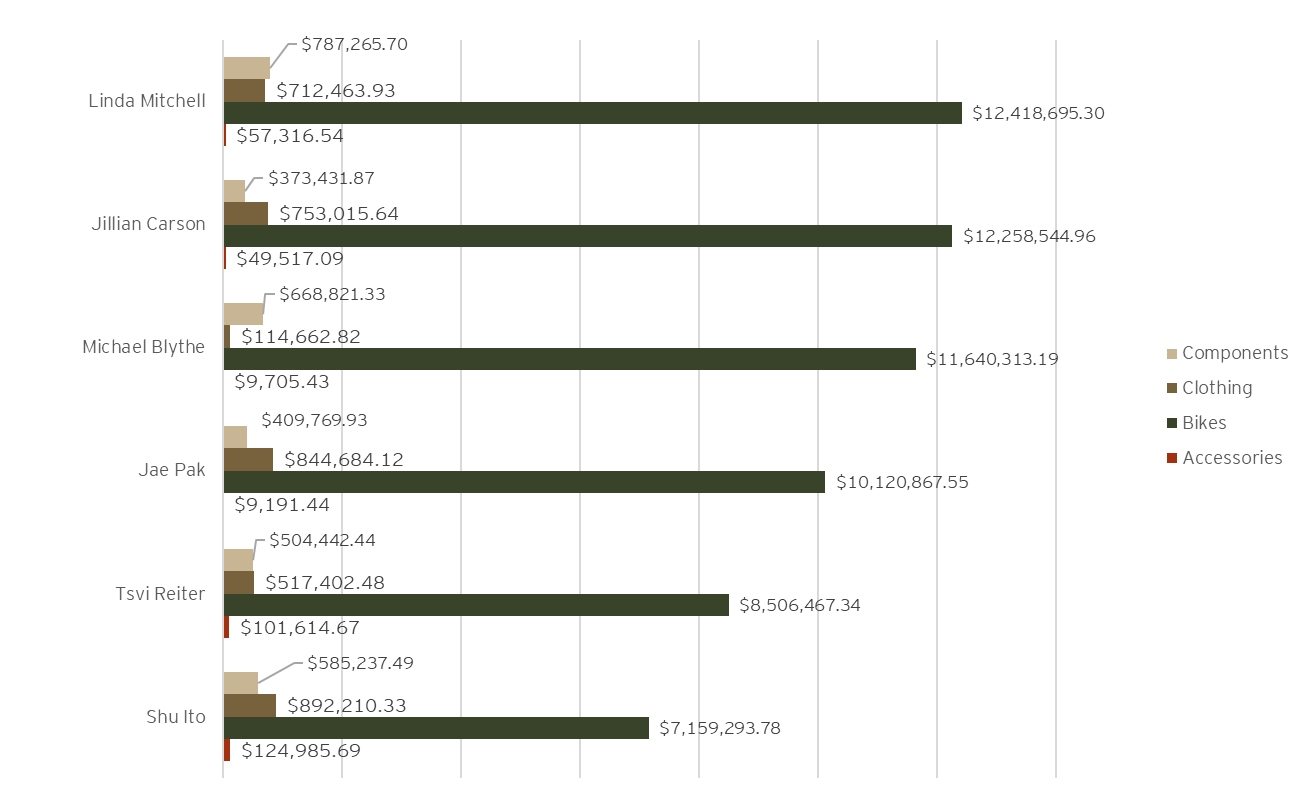 $787,265.70
$712,463.93
Linda Mitchell
$12,418,695.30
$57,316.54
$373,431.87
$753,015.64
Jillian Carson
$12,258,544.96
$49,517.09
$668,821.33
$114,662.82
Michael Blythe
$11,640,313.19
$9,705.43
$409,769.93
$844,684.12
Jae Pak
$10,120,867.55
$9,191.44
$504,442.44
$517,402.48
Tsvi Reiter
$8,506,467.34
$101,614.67
$585,237.49
$892,210.33
Shu Ito
$7,159,293.78
$124,985.69
Components
Clothing
Bikes
Accessories